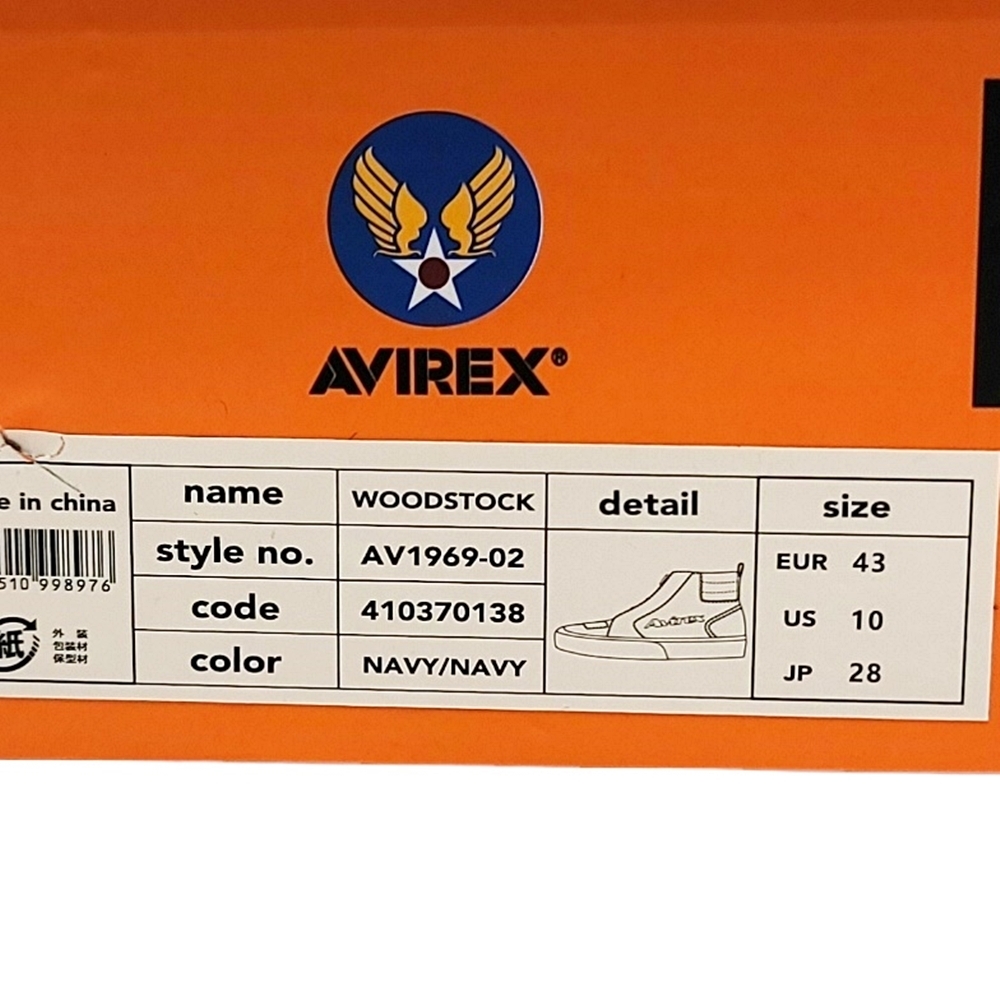 AVIREX®
e in china
510 998976
紙
外 装
包装材
保型材
name WOODSTOCK
style no. AV1969-02
code 410370138
color NAVY/NAVY
detail
Avirex
size
EUR 43
US 10
JP 28